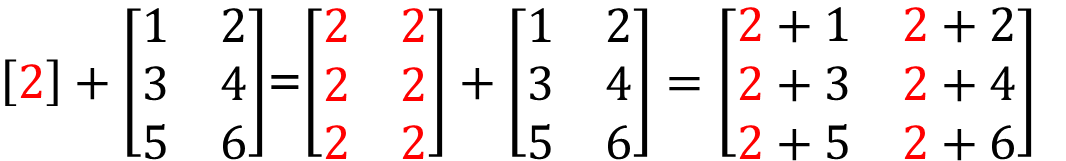 [2] + [1 2 = [2 2 + [1 2 = [2 + 1 2 + 2
3 4 2 2 3 4 2 + 3 2 + 4
5 6] 2 2] 5 6] 2 + 5 2 + 6]